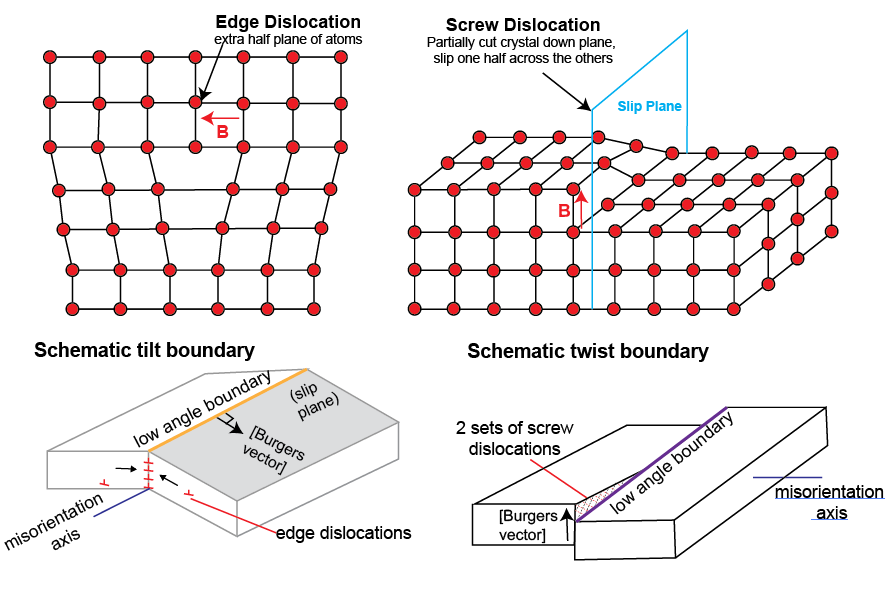 Edge Dislocation
extra half plane of atoms
B
Screw Dislocation
Partially cut crystal down plane,
slip one half across the others
Slip Plane
B
Schematic tilt boundary
low angle boundary
(slip
plane)
[Burgers
vector]
misorientation
axis
edge dislocations
Schematic twist boundary
2 sets of screw
dislocations
low angle boundary
[Burgers
vector]
misorientation
axis